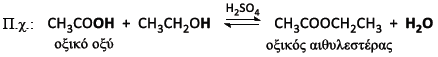 H₂SO₄
Π.χ.: CH₃COOH + CH₃CH₂OH ⇌ CH₃COOCH₂CH₃ + H₂O
οξικό οξύ οξικός αιθυλεστέρας